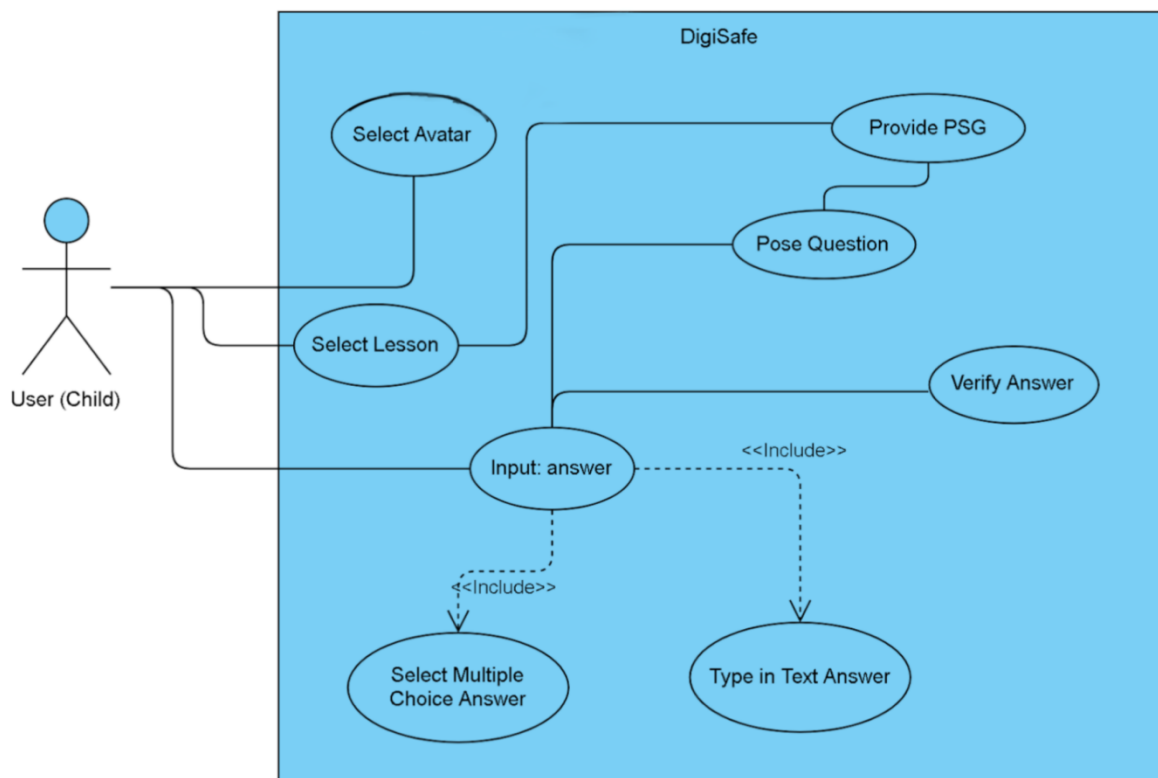 DigiSafe
Select Avatar
Provide PSG
Pose Question
Select Lesson
User (Child)
Verify Answer
Input: answer
<<Include>>
<<Include>>
Select Multiple
Choice Answer
Type in Text Answer